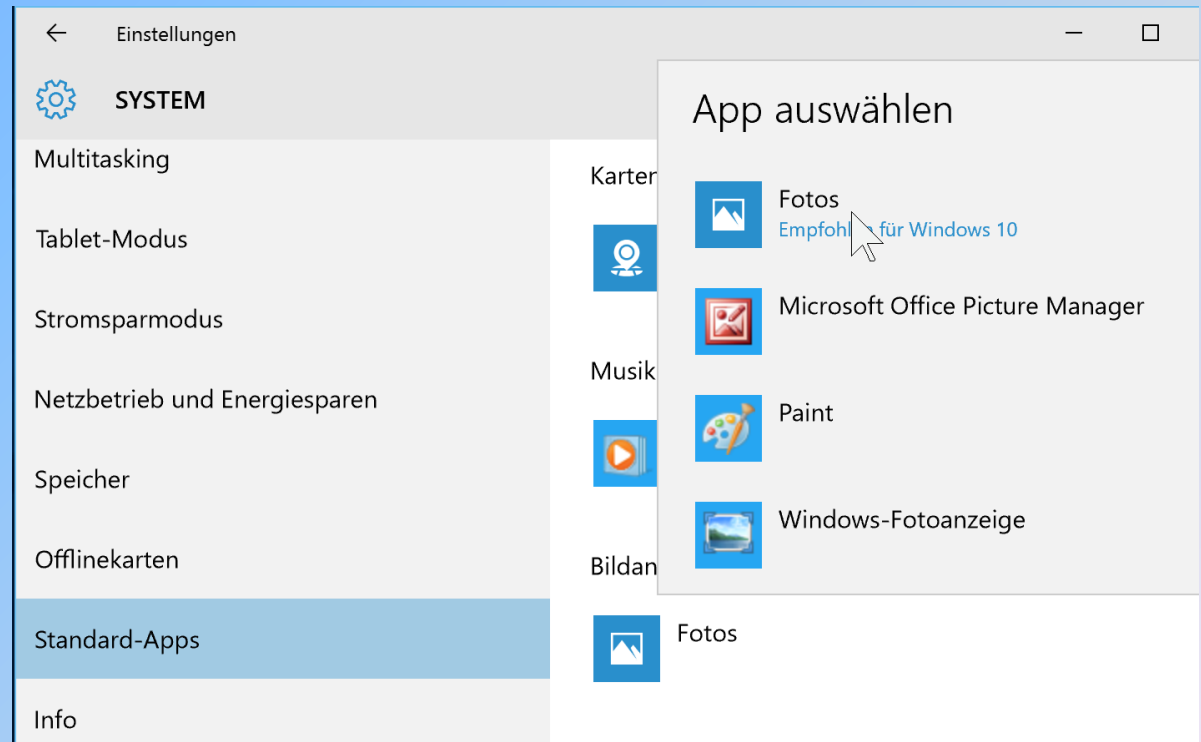 Einstellungen
SYSTEM
Multitasking
Tablet-Modus
Stromsparmodus
Netzbetrieb und Energiesparen
Speicher
Offlinekarten
Standard-Apps
Info
Musik
Fotos
App auswählen
Fotos
für Windows 10
Microsoft Office Picture Manager
Paint
Windows-Fotoanzeige